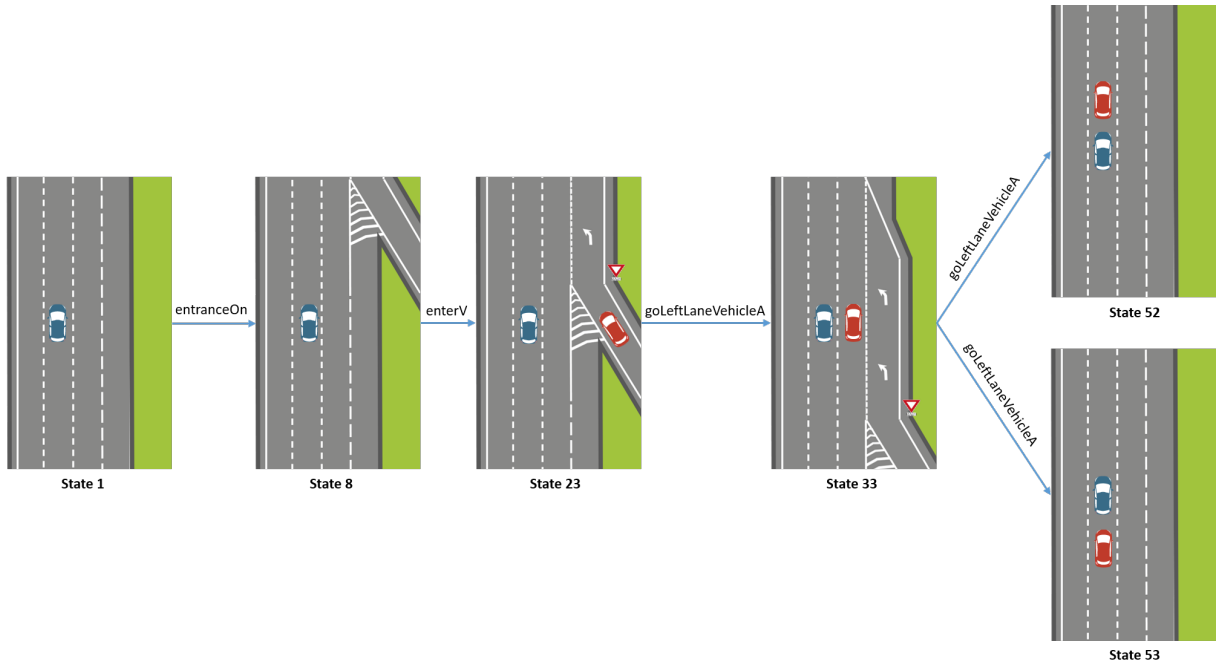 State 1
entranceOn
State 8
enterV
State 23
goLeftLaneVehicleA
State 33
goLeftLaneVehicleA
State 52
goLeftLaneVehicleA
State 53